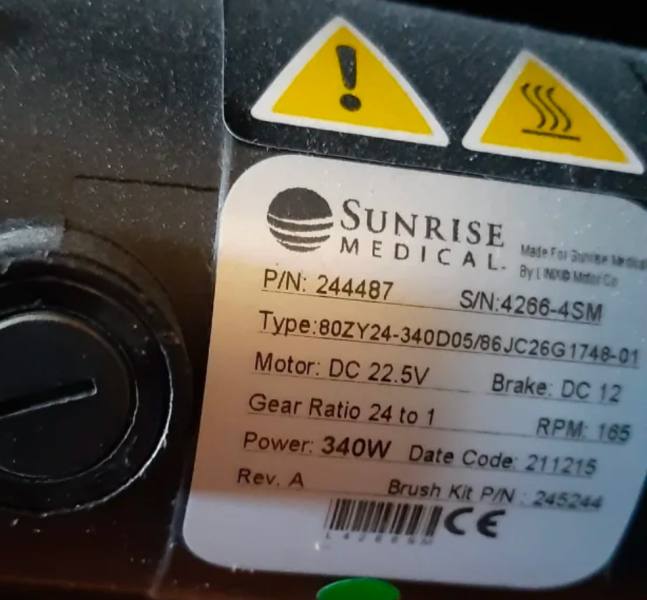 SUNRISE
MEDICAL.
Made For Sunrise Medical
By LINIX® Motor Co
P/N: 244487
S/N:4266-4SM
Type:80ZY24-340D05/86JC26G1748-01
Motor: DC 22.5V
Brake: DC 12
Gear Ratio 24 to 1
RPM: 165
Power: 340W
Date Code: 211215
Rev. A
Brush Kit P/N : 245244
CE